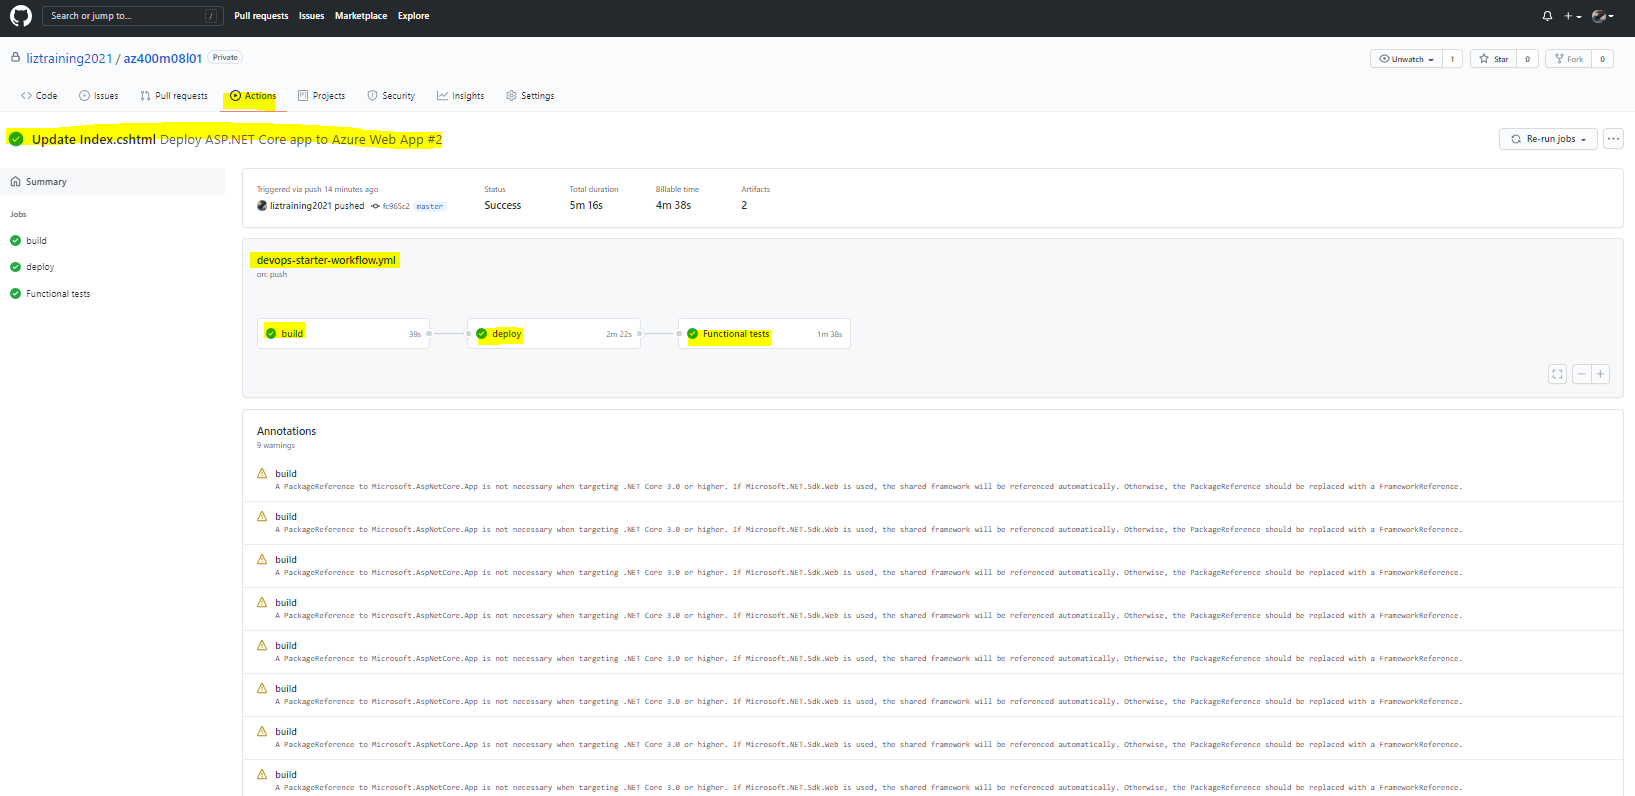 Search or jump to... / Pull requests Issues Marketplace Explore
liztraining2021 / az400m08l01 Private Unwatch 1 Star 0 Fork 0
Code Issues Pull requests Actions Projects Security Insights Settings
Update Index.cshtml Deploy ASP.NET Core app to Azure Web App #2 Re-run jobs ...
Summary
Jobs
build
deploy
Functional tests
Triggered via push 14 minutes ago Status Total duration Billable time Artifacts
liztraining2021 pushed fc965c2 master Success 5m 16s 4m 38s 2
devops-starter-workflow.yml
on: push
build 39s deploy 2m 22s Functional tests 1m 38s
Annotations
9 warnings
build
A PackageReference to Microsoft.AspNetCore.App is not necessary when targeting .NET Core 3.0 or higher. If Microsoft.NET.Sdk.Web is used, the shared framework will be referenced automatically. Otherwise, the PackageReference should be replaced with a FrameworkReference.
build
A PackageReference to Microsoft.AspNetCore.App is not necessary when targeting .NET Core 3.0 or higher. If Microsoft.NET.Sdk.Web is used, the shared framework will be referenced automatically. Otherwise, the PackageReference should be replaced with a FrameworkReference.
build
A PackageReference to Microsoft.AspNetCore.App is not necessary when targeting .NET Core 3.0 or higher. If Microsoft.NET.Sdk.Web is used, the shared framework will be referenced automatically. Otherwise, the PackageReference should be replaced with a FrameworkReference.
build
A PackageReference to Microsoft.AspNetCore.App is not necessary when targeting .NET Core 3.0 or higher. If Microsoft.NET.Sdk.Web is used, the shared framework will be referenced automatically. Otherwise, the PackageReference should be replaced with a FrameworkReference.
build
A PackageReference to Microsoft.AspNetCore.App is not necessary when targeting .NET Core 3.0 or higher. If Microsoft.NET.Sdk.Web is used, the shared framework will be referenced automatically. Otherwise, the PackageReference should be replaced with a FrameworkReference.
build
A PackageReference to Microsoft.AspNetCore.App is not necessary when targeting .NET Core 3.0 or higher. If Microsoft.NET.Sdk.Web is used, the shared framework will be referenced automatically. Otherwise, the PackageReference should be replaced with a FrameworkReference.
build
A PackageReference to Microsoft.AspNetCore.App is not necessary when targeting .NET Core 3.0 or higher. If Microsoft.NET.Sdk.Web is used, the shared framework will be referenced automatically. Otherwise, the PackageReference should be replaced with a FrameworkReference.
build
A PackageReference to Microsoft.AspNetCore.App is not necessary when targeting .NET Core 3.0 or higher. If Microsoft.NET.Sdk.Web is used, the shared framework will be referenced automatically. Otherwise, the PackageReference should be replaced with a FrameworkReference.